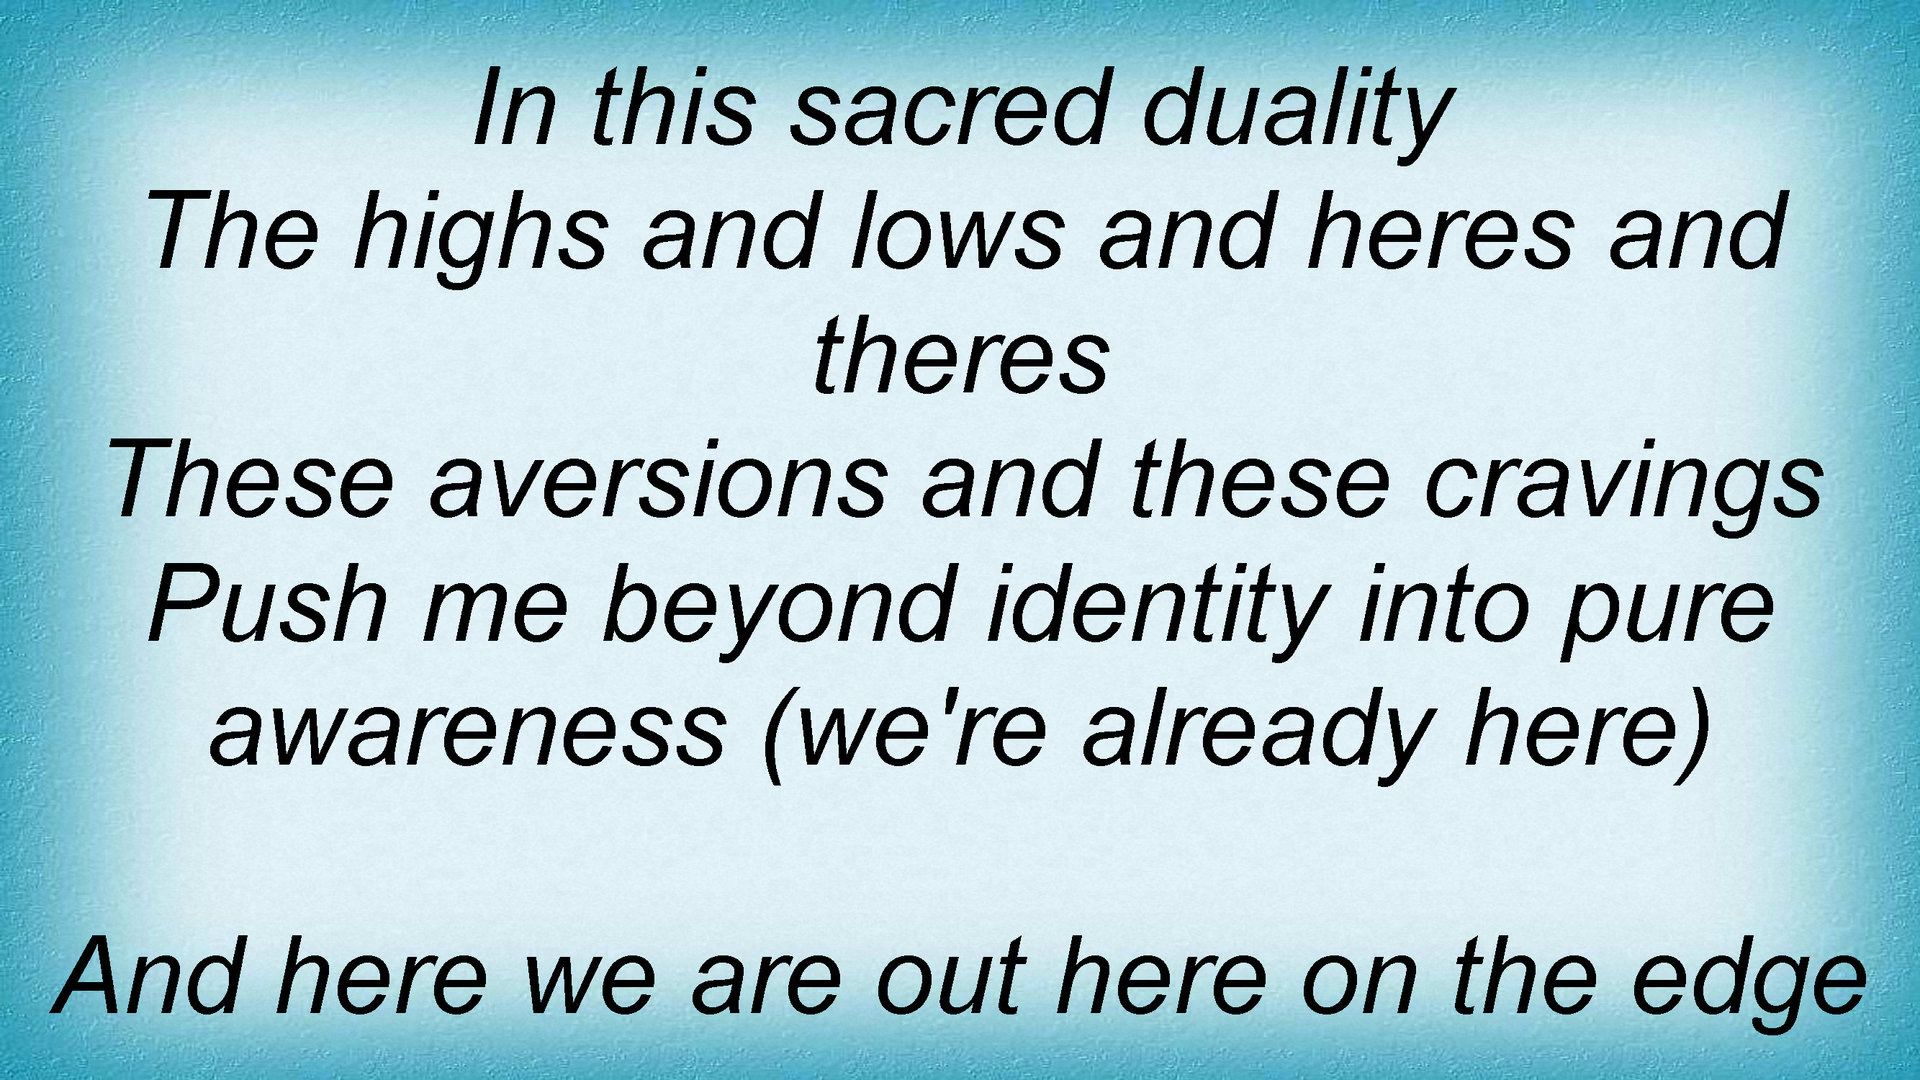 In this sacred duality
The highs and lows and heres and
theres
These aversions and these cravings
Push me beyond identity into pure
awareness (we're already here)
And here we are out here on the edge